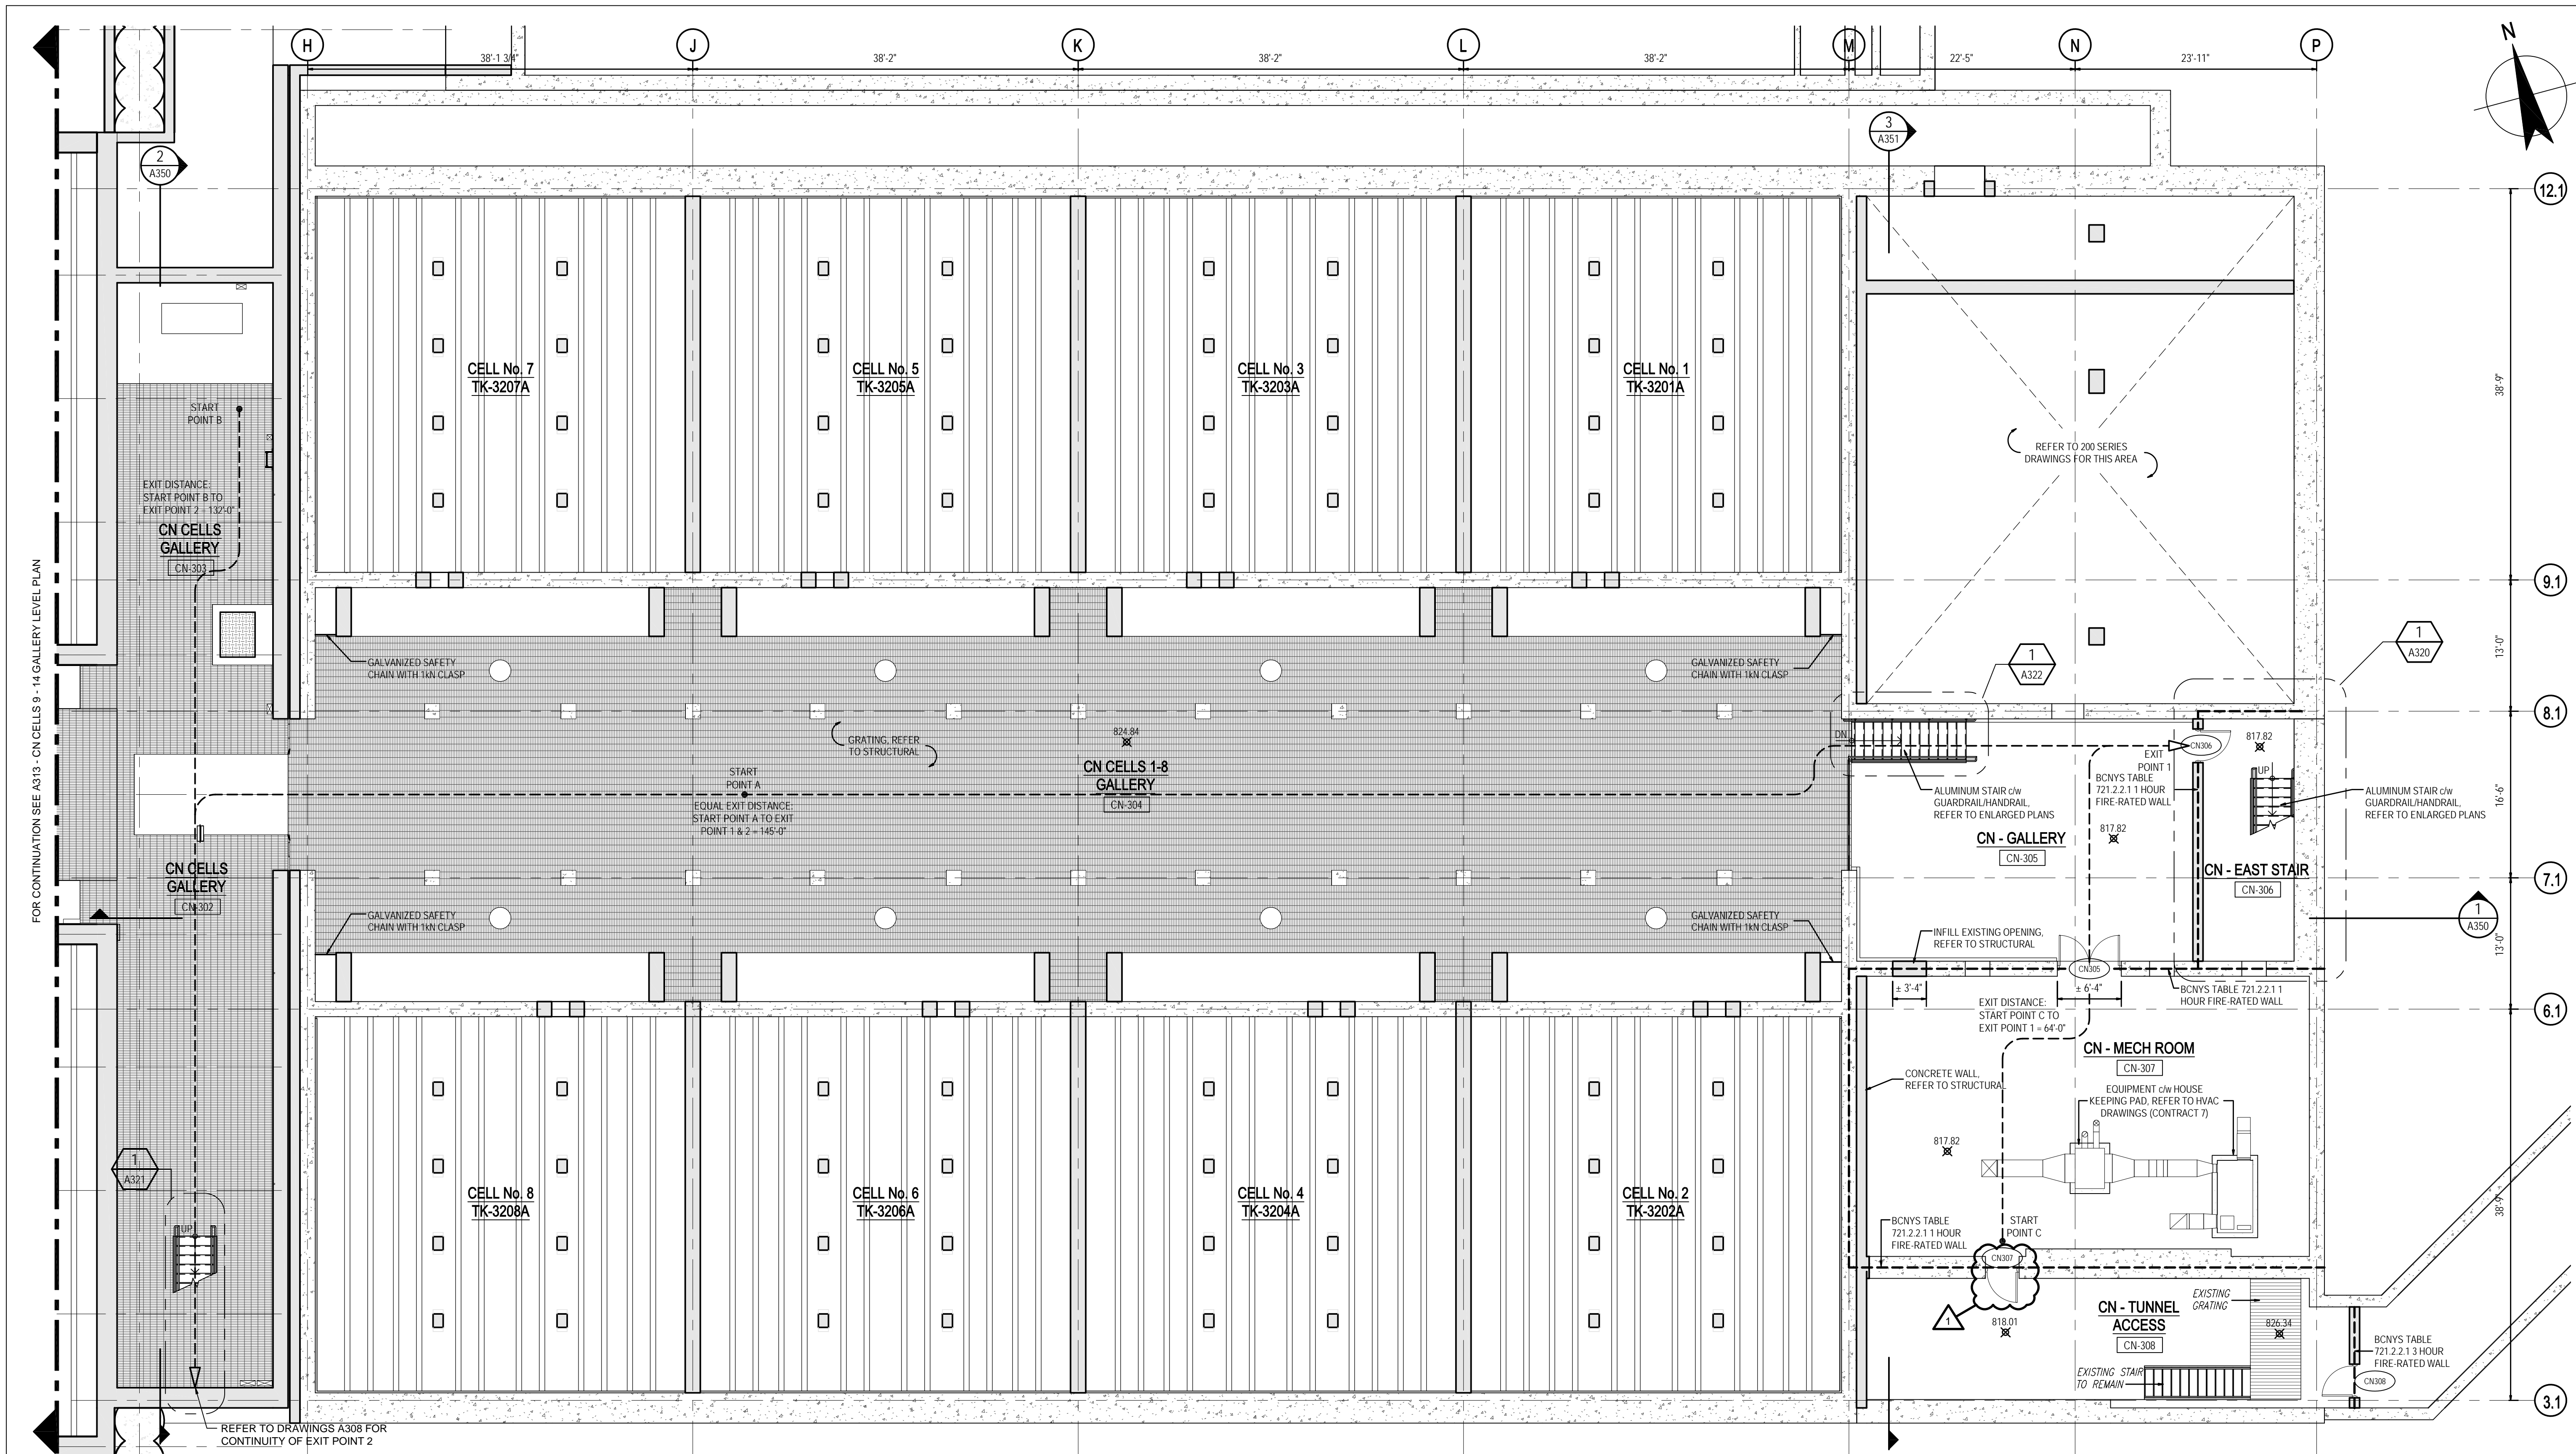 H
J
K
L
M
N
P
38'-1 3/4"
38'-2"
38'-2"
38'-2"
22'-5"
23'-11"
N
2
A350
3
A351
12.1
38'-9"
9.1
13'-0"
8.1
16'-6"
7.1
13'-0"
6.1
38'-9"
3.1
FOR CONTINUATION SEE A313 - CN CELLS 9 - 14 GALLERY LEVEL PLAN
START
POINT B
EXIT DISTANCE:
START POINT B TO
EXIT POINT 2 = 132'-0"
CN CELLS
GALLERY
CN-303
CELL No. 7
TK-3207A
CELL No. 5
TK-3205A
CELL No. 3
TK-3203A
CELL No. 1
TK-3201A
REFER TO 200 SERIES
DRAWINGS FOR THIS AREA
1
A322
1
A320
GALVANIZED SAFETY
CHAIN WITH 1kN CLASP
GALVANIZED SAFETY
CHAIN WITH 1kN CLASP
GRATING, REFER
TO STRUCTURAL
824.84
START
POINT A
EQUAL EXIT DISTANCE:
START POINT A TO EXIT
POINT 1 & 2 = 145'-0"
CN CELLS 1-8
GALLERY
CN-304
DN
ALUMINUM STAIR c/w
GUARDRAIL/HANDRAIL,
REFER TO ENLARGED PLANS
EXIT
POINT 1
BCNYS TABLE
721.2.2.1 1 HOUR
FIRE-RATED WALL
CN306
817.82
UP
ALUMINUM STAIR c/w
GUARDRAIL/HANDRAIL,
REFER TO ENLARGED PLANS
817.82
CN - GALLERY
CN-305
CN - EAST STAIR
CN-306
1
A350
CN CELLS
GALLERY
CN-302
GALVANIZED SAFETY
CHAIN WITH 1kN CLASP
GALVANIZED SAFETY
CHAIN WITH 1kN CLASP
INFILL EXISTING OPENING,
REFER TO STRUCTURAL
CN305
± 3'-4"
± 6'-4"
BCNYS TABLE 721.2.2.1 1
HOUR FIRE-RATED WALL
EXIT DISTANCE:
START POINT C TO
EXIT POINT 1 = 64'-0"
CN - MECH ROOM
CN-307
CONCRETE WALL,
REFER TO STRUCTURAL
EQUIPMENT c/w HOUSE
KEEPING PAD, REFER TO HVAC
DRAWINGS (CONTRACT 7)
817.82
1
A321
UP
CELL No. 8
TK-3208A
CELL No. 6
TK-3206A
CELL No. 4
TK-3204A
CELL No. 2
TK-3202A
BCNYS TABLE
721.2.2.1 1 HOUR
FIRE-RATED WALL
START
POINT C
CN307
1
818.01
CN - TUNNEL
ACCESS
CN-308
EXISTING
GRATING
826.34
BCNYS TABLE
721.2.2.1 3 HOUR
FIRE-RATED WALL
CN308
EXISTING STAIR
TO REMAIN
REFER TO DRAWINGS A308 FOR
CONTINUITY OF EXIT POINT 2